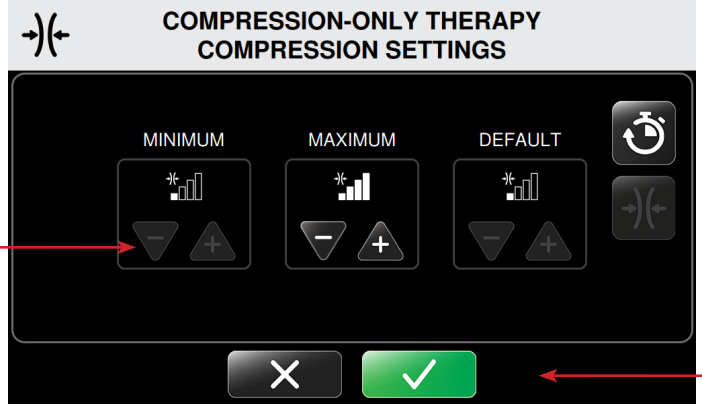 COMPRESSION-ONLY THERAPY
COMPRESSION SETTINGS
MINIMUM MAXIMUM DEFAULT